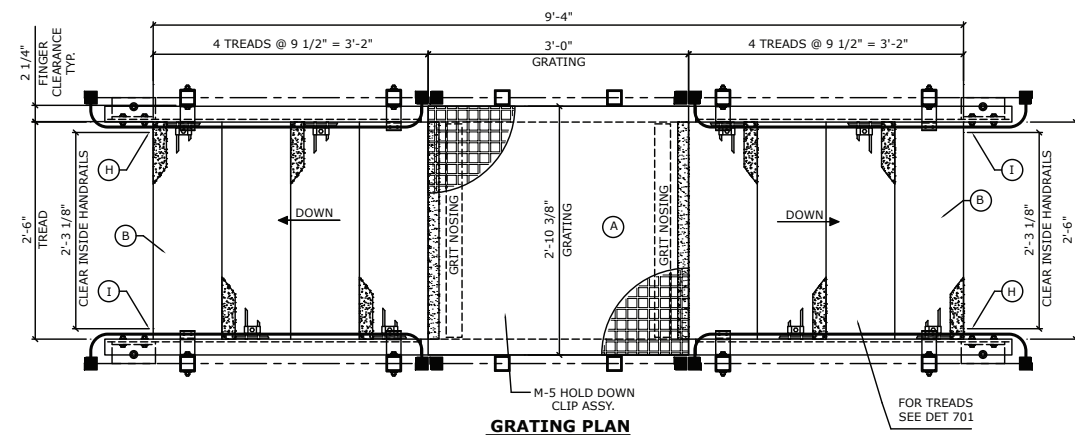 9'-4"
4 TREADS @ 9 1/2" = 3'-2"
3'-0"
GRATING
4 TREADS @ 9 1/2" = 3'-2"
2 1/4"
FINGER
CLEARANCE
TYP.
H
I
2'-6"
TREAD
2'-3 1/8"
CLEAR INSIDE HANDRAILS
B
DOWN
GRIT NOSING
2'-10 3/8"
GRATING
A
GRIT NOSING
DOWN
B
CLEAR INSIDE HANDRAILS
2'-3 1/8"
2'-6"
I
H
M-5 HOLD DOWN
CLIP ASSY.
FOR TREADS
SEE DET 701
GRATING PLAN